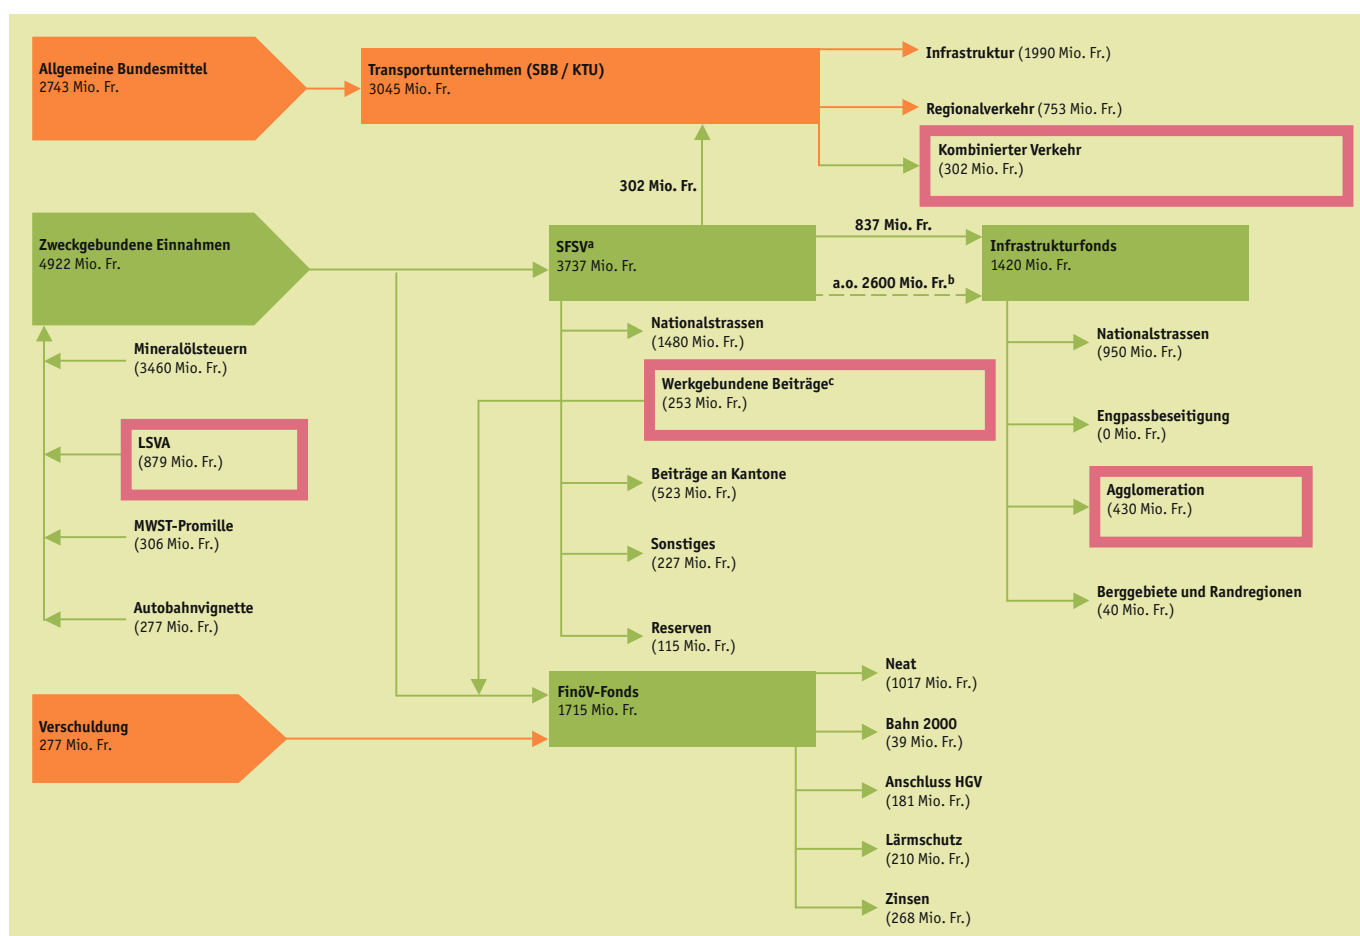 Allgemeine Bundesmittel
2743 Mio. Fr.
Transportunternehmen (SBB / KTU)
3045 Mio. Fr.
Infrastruktur (1990 Mio. Fr.)
Regionalverkehr (753 Mio. Fr.)
Kombinierter Verkehr
(302 Mio. Fr.)
302 Mio. Fr.
Zweckgebundene Einnahmen
4922 Mio. Fr.
SFSVa
3737 Mio. Fr.
837 Mio. Fr.
a.o. 2600 Mio. Fr.b
Infrastrukturfonds
1420 Mio. Fr.
Mineralölsteuern
(3460 Mio. Fr.)
LSVA
(879 Mio. Fr.)
MWST-Promille
(306 Mio. Fr.)
Autobahnvignette
(277 Mio. Fr.)
Nationalstrassen
(1480 Mio. Fr.)
Werkgebundene Beiträgec
(253 Mio. Fr.)
Beiträge an Kantone
(523 Mio. Fr.)
Sonstiges
(227 Mio. Fr.)
Reserven
(115 Mio. Fr.)
Nationalstrassen
(950 Mio. Fr.)
Engpassbeseitigung
(0 Mio. Fr.)
Agglomeration
(430 Mio. Fr.)
Berggebiete und Randregionen
(40 Mio. Fr.)
Verschuldung
277 Mio. Fr.
FinöV-Fonds
1715 Mio. Fr.
Neat
(1017 Mio. Fr.)
Bahn 2000
(39 Mio. Fr.)
Anschluss HGV
(181 Mio. Fr.)
Lärmschutz
(210 Mio. Fr.)
Zinsen
(268 Mio. Fr.)